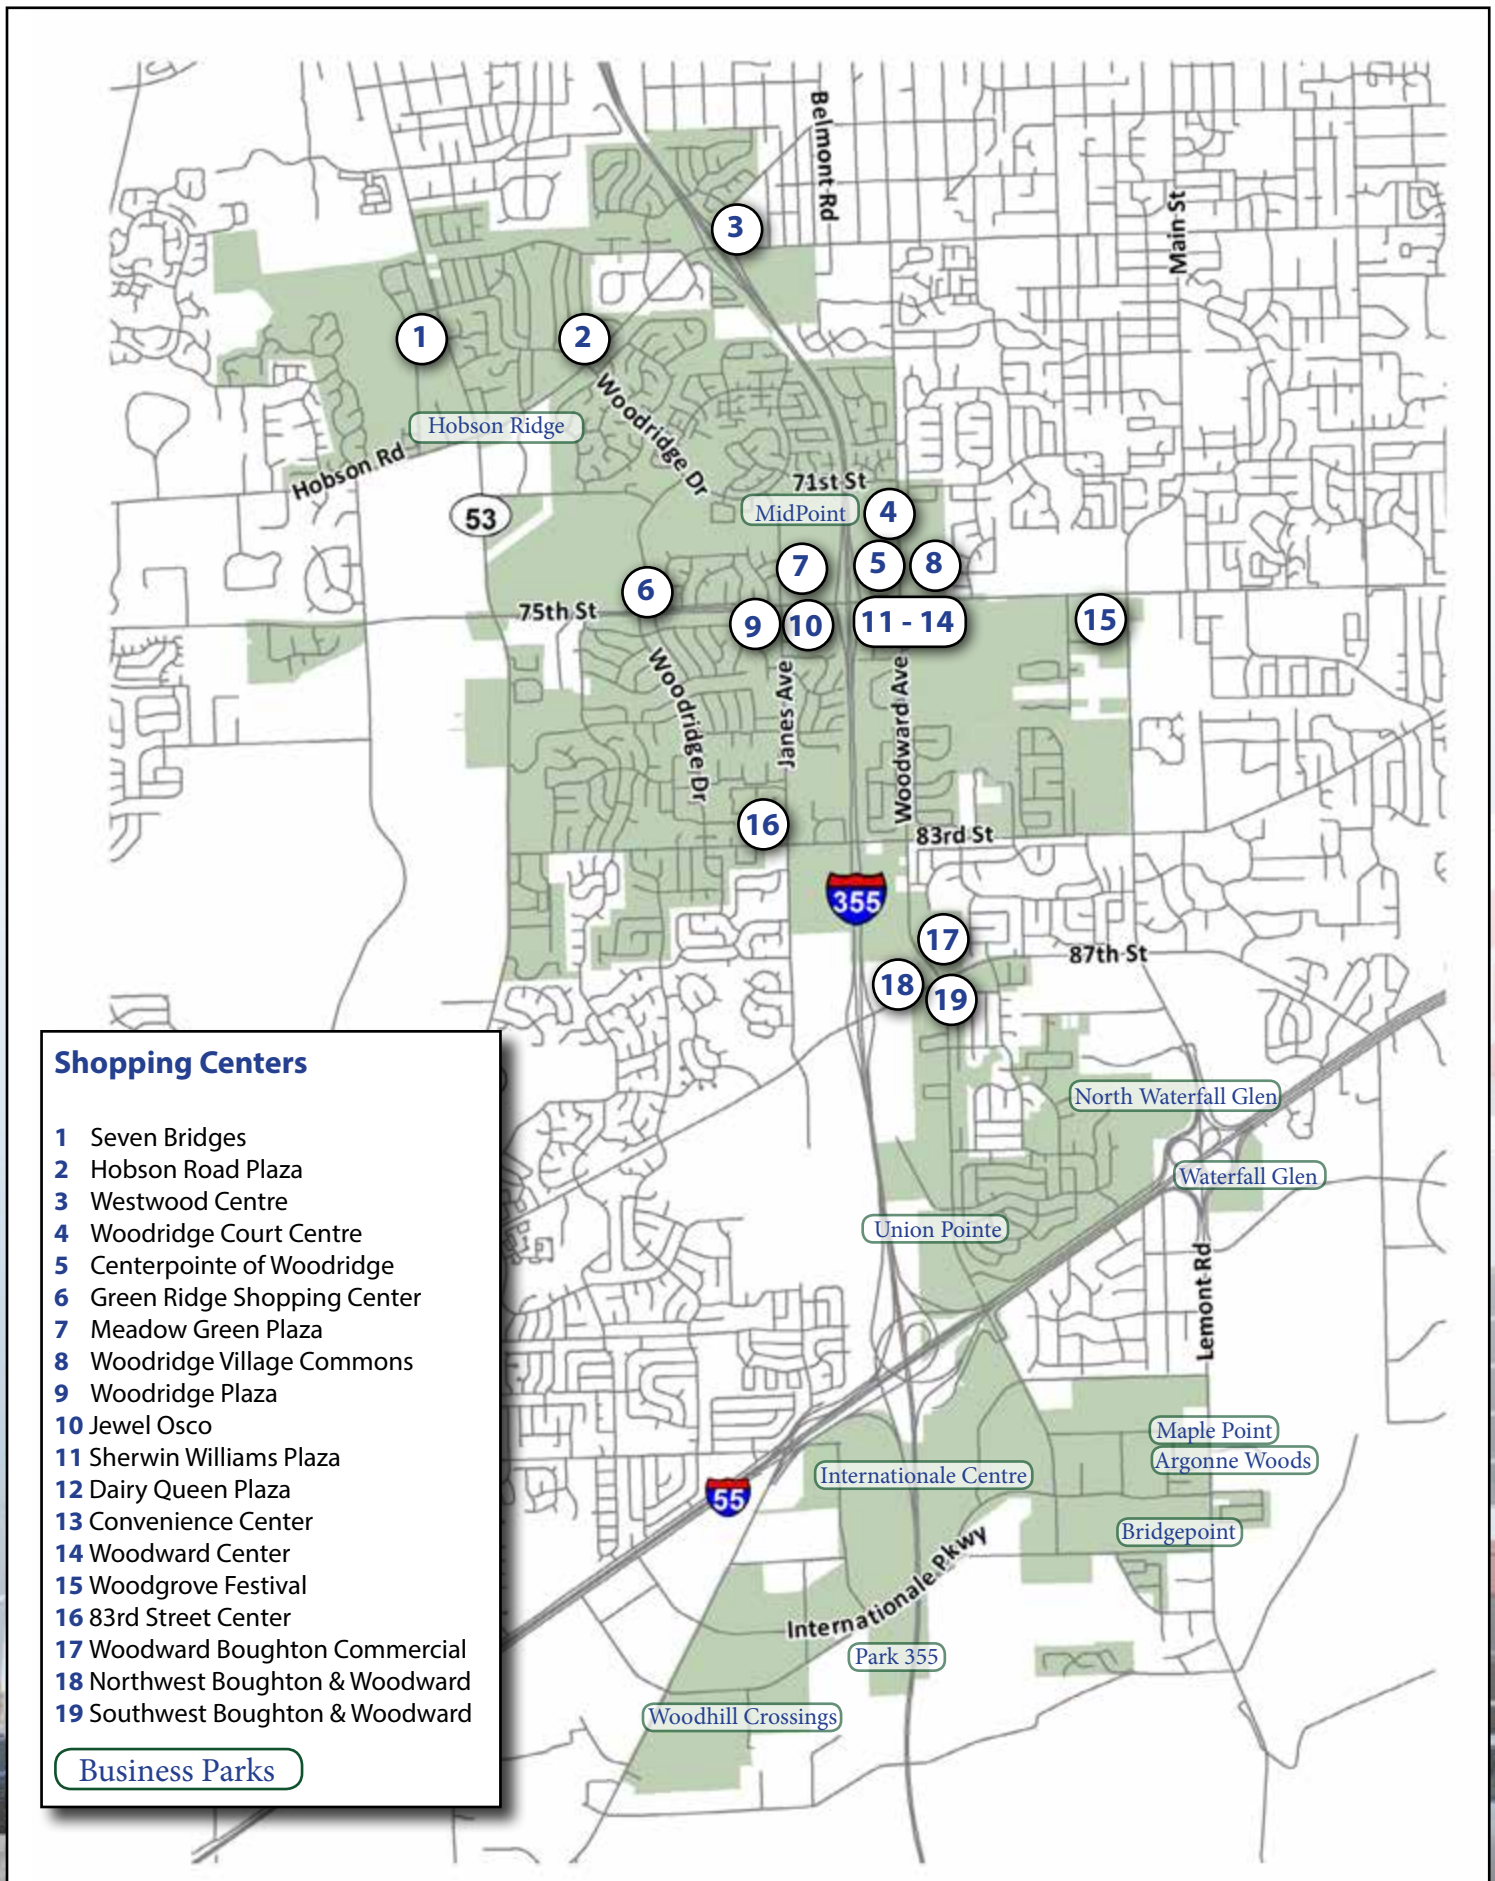 Belmont Rd
Main St
3
1
2
Woodridge Dr
Hobson Ridge
Hobson Rd
71st St
53
MidPoint
4
7
5
8
6
75th St
9
10
11 - 14
15
Woodridge Dr
Janes Ave
Woodward Ave
16
83rd St
355
17
87th St
18
19
North Waterfall Glen
Waterfall Glen
Union Pointe
Lemont Rd
Maple Point
Argonne Woods
Internationale Centre
55
Bridgepoint
Internationale Pkwy
Park 355
Woodhill Crossings
Shopping Centers
1 Seven Bridges
2 Hobson Road Plaza
3 Westwood Centre
4 Woodridge Court Centre
5 Centerpointe of Woodridge
6 Green Ridge Shopping Center
7 Meadow Green Plaza
8 Woodridge Village Commons
9 Woodridge Plaza
10 Jewel Osco
11 Sherwin Williams Plaza
12 Dairy Queen Plaza
13 Convenience Center
14 Woodward Center
15 Woodgrove Festival
16 83rd Street Center
17 Woodward Boughton Commercial
18 Northwest Boughton & Woodward
19 Southwest Boughton & Woodward
Business Parks